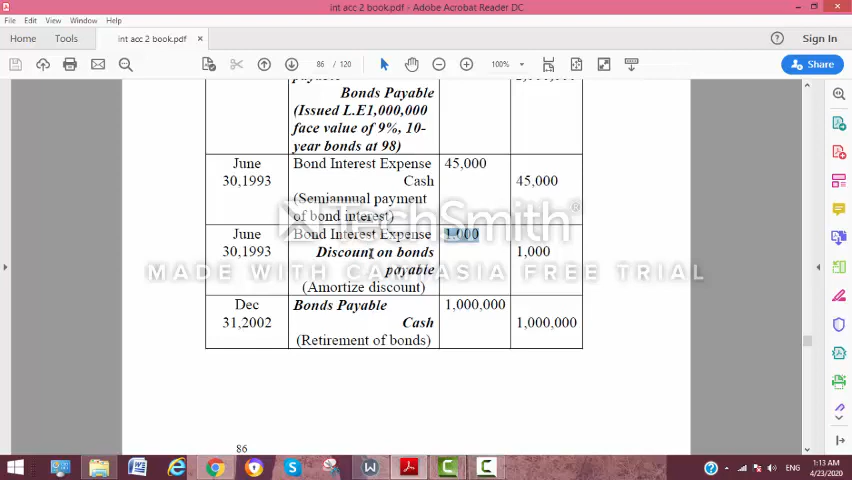 int acc 2 book.pdf - Adobe Acrobat Reader DC
File Edit View Window Help
Home Tools int acc 2 book.pdf × Sign In
86 / 120 100% Share
Bonds Payable
(Issued L.E1,000,000
face value of 9%, 10-
year bonds at 98)
June Bond Interest Expense 45,000
30,1993 Cash 45,000
(Semiannual payment
of bond interest)
TechSmith
June Bond Interest Expense 1,000
30,1993 Discount on bonds 1,000
payable
MADE WITH CAMTASIA FREE TRIAL
(Amortize discount)
Dec Bonds Payable 1,000,000
31,2002 Cash 1,000,000
(Retirement of bonds)
86
ENG
1:13 AM
4/23/2020